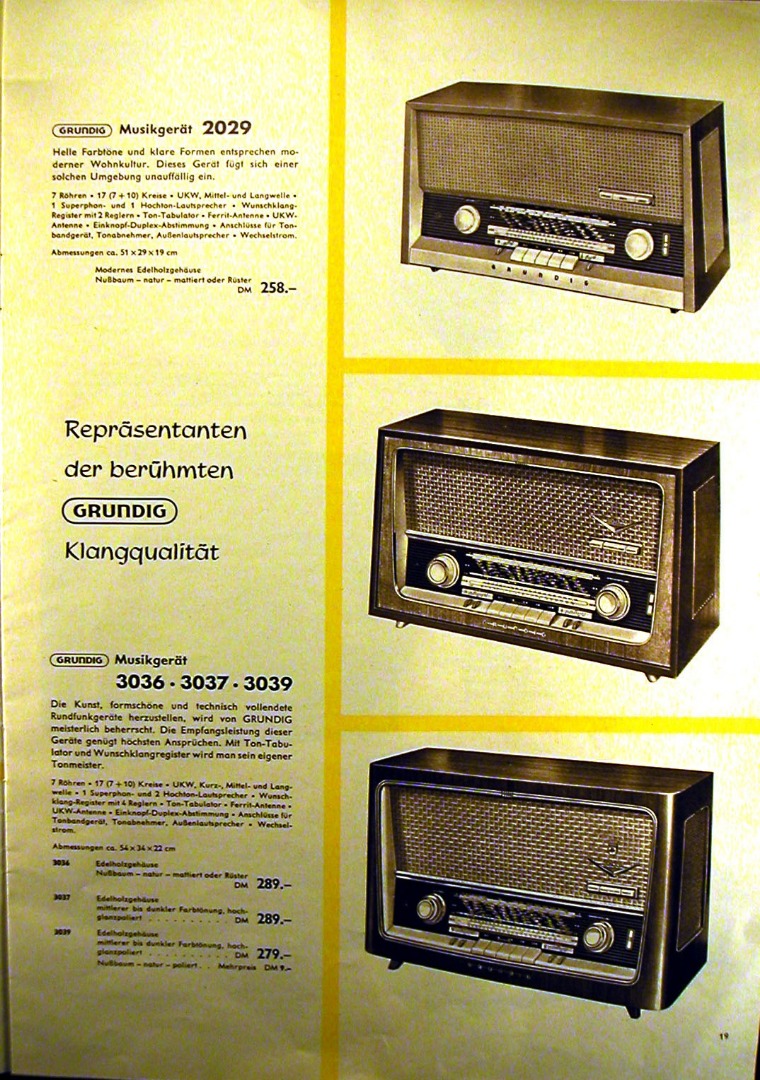 GRUNDIG Musikgerät 2029
Helle Farbtöne und klare Formen entsprechen mo-
derner Wohnkultur. Dieses Gerät fügt sich einer
solchen Umgebung unauffällig ein.
7 Röhren • 17 (7 + 10) Kreise • UKW, Mittel- und Langwelle •
1 Superphon- und 1 Hochton-Lautsprecher • Wunschklang-
Register mit 2 Reglern • Ton-Tabulator • Ferrit-Antenne • UKW-
Antenne • Einknopf-Duplex-Abstimmung • Anschlüsse für Ton-
bandgerät, Tonabnehmer, Außenlautsprecher • Wechselstrom.
Abmessungen ca. 51 × 29 × 19 cm
Modernes Edelholzgehäuse
Nußbaum – natur – mattiert oder Rüster
DM 258.–
Repräsentanten
der berühmten
GRUNDIG
Klangqualität
GRUNDIG Musikgerät
3036 · 3037 · 3039
Die Kunst, formschöne und technisch vollendete
Rundfunkgeräte herzustellen, wird von GRUNDIG
meisterlich beherrscht. Die Empfangsleistung dieser
Geräte genügt höchsten Ansprüchen. Mit Ton-Tabu-
lator und Wunschklangregister wird man sein eigener
Tonmeister.
7 Röhren • 17 (7 + 10) Kreise • UKW, Kurz-, Mittel- und Lang-
welle • 1 Superphon- und 2 Hochton-Lautsprecher • Wunsch-
klang-Register mit 4 Reglern • Ton-Tabulator • Ferrit-Antenne •
UKW-Antenne • Einknopf-Duplex-Abstimmung • Anschlüsse für
Tonbandgerät, Tonabnehmer, Außenlautsprecher • Wechsel-
strom.
Abmessungen ca. 54 × 34 × 22 cm
3036 Edelholzgehäuse
Nußbaum – natur – mattiert oder Rüster
DM 289.–
3037 Edelholzgehäuse
mittlerer bis dunkler Farbtönung, hoch-
glanzpoliert . . . . . . . . . . DM 289.–
3039 Edelholzgehäuse
mittlerer bis dunkler Farbtönung, hoch-
glanzpoliert . . . . . . . . . . DM 279.–
Nußbaum – natur – poliert . . Mehrpreis DM 9.–
GRUNDIG
19